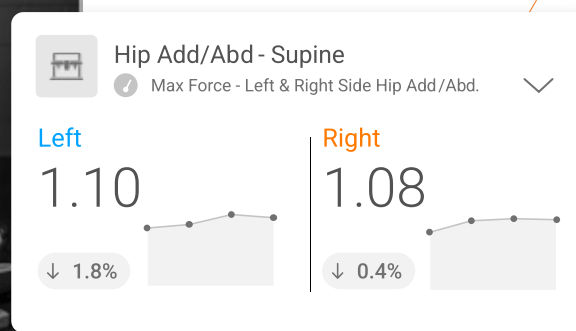 Hip Add/Abd - Supine
Max Force - Left & Right Side Hip Add/Abd.
Left
Right
1.10
1.08
↓ 1.8%
↓ 0.4%